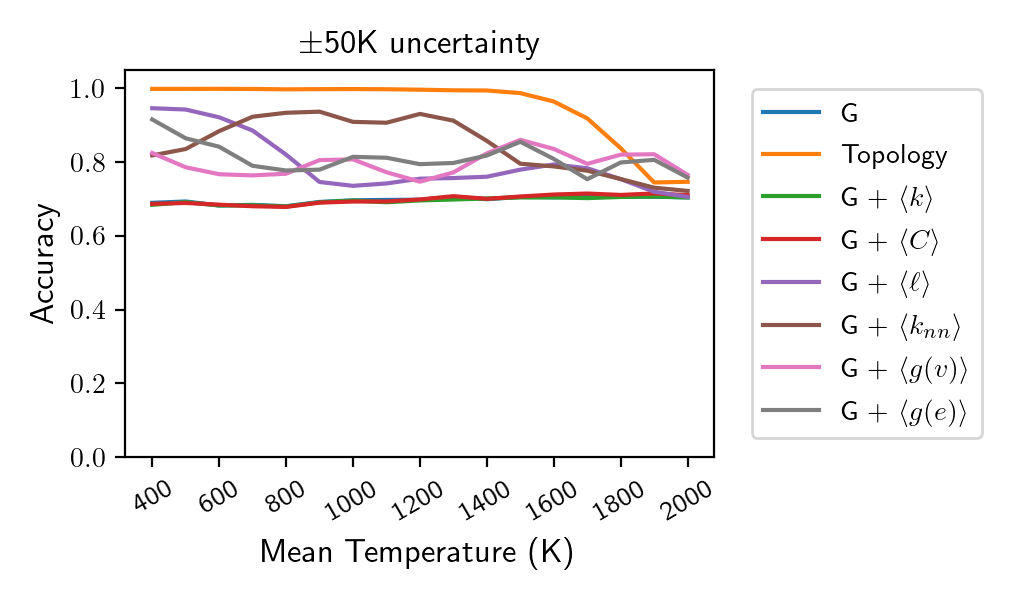 ±50K uncertainty
1.0
0.8
0.6
0.4
0.2
0.0
Accuracy
400
600
800
1000
1200
1400
1600
1800
2000
Mean Temperature (K)
G
Topology
G + ⟨k⟩
G + ⟨C⟩
G + ⟨ℓ⟩
G + ⟨kₙₙ⟩
G + ⟨g(v)⟩
G + ⟨g(e)⟩